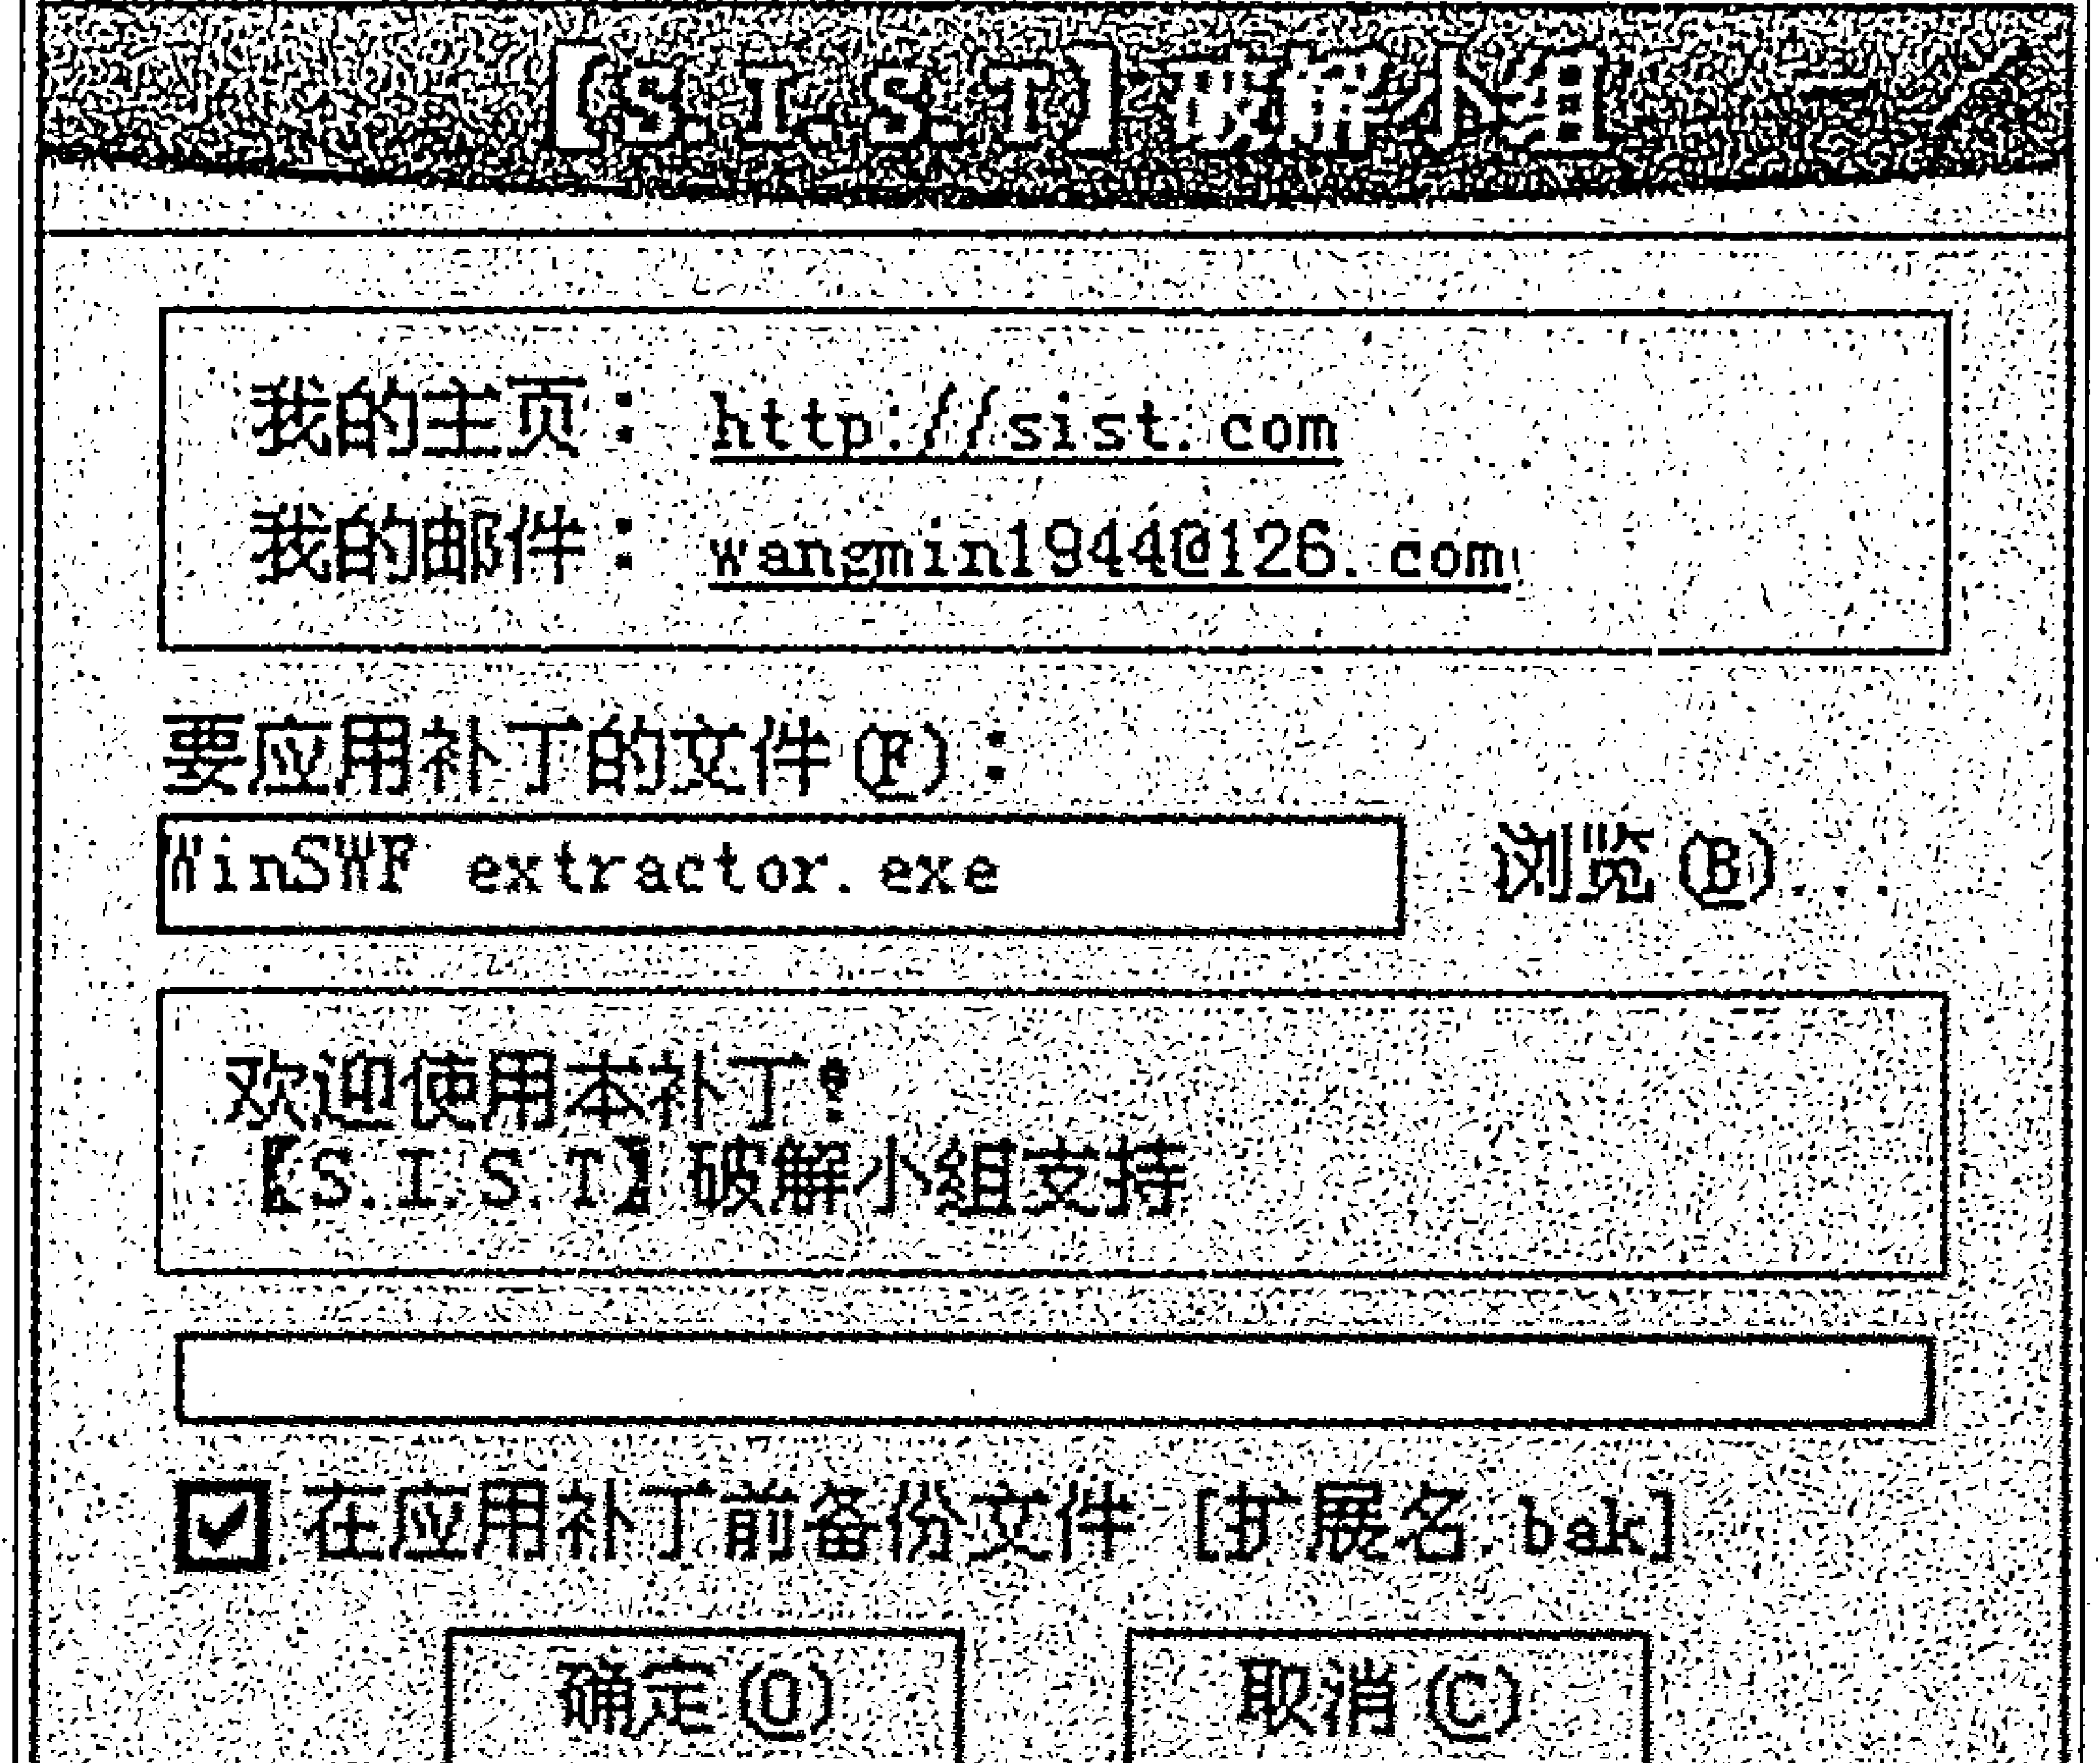 【S.I.S.T】破解小组
我的主页： http://sist.com
我的邮件： wangmin1944@126.com
要应用补丁的文件(F)：
WinSWF extractor.exe 浏览(B)...
欢迎使用本补丁！
【S.I.S.T】破解小组支持
在应用补丁前备份文件 [扩展名.bak]
确定(O) 取消(C)